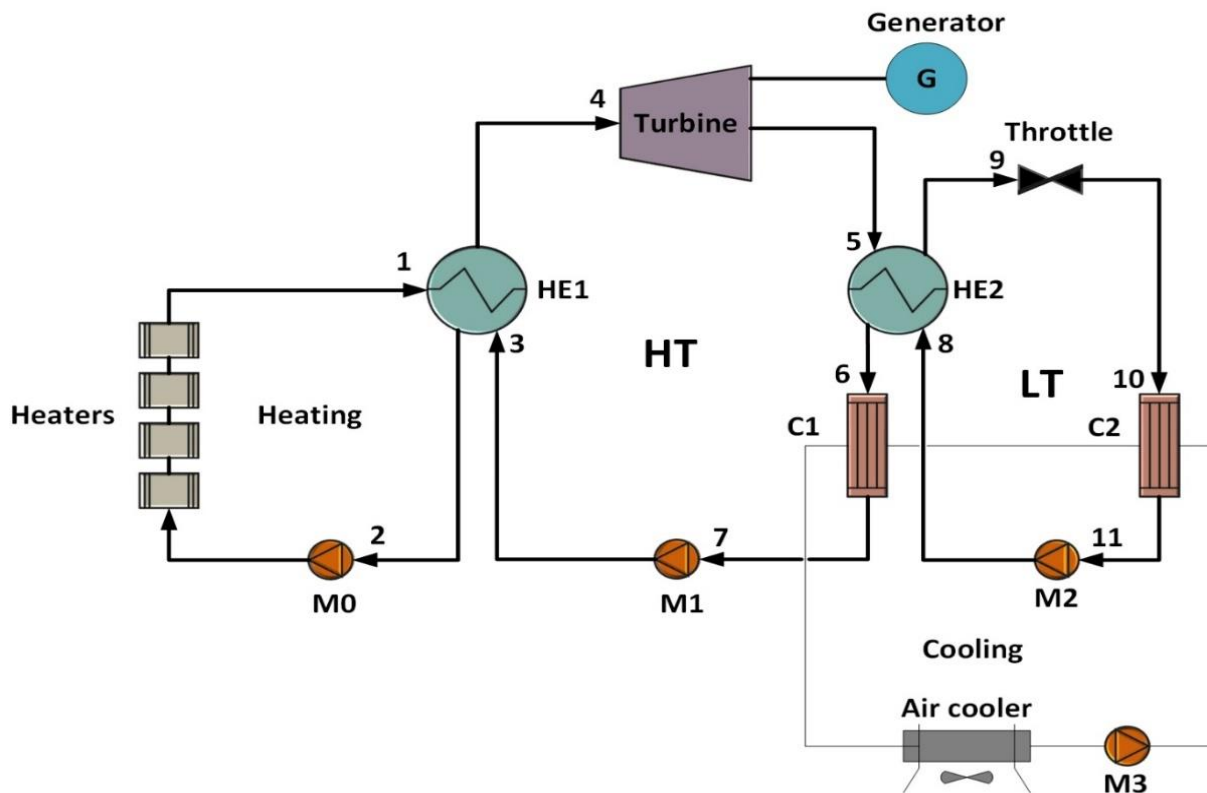 Generator
G
4
Turbine
Throttle
9
5
1
HE1
HE2
3
HT
8
6
LT
10
Heaters
Heating
C1
C2
2
7
11
M0
M1
M2
Cooling
Air cooler
M3